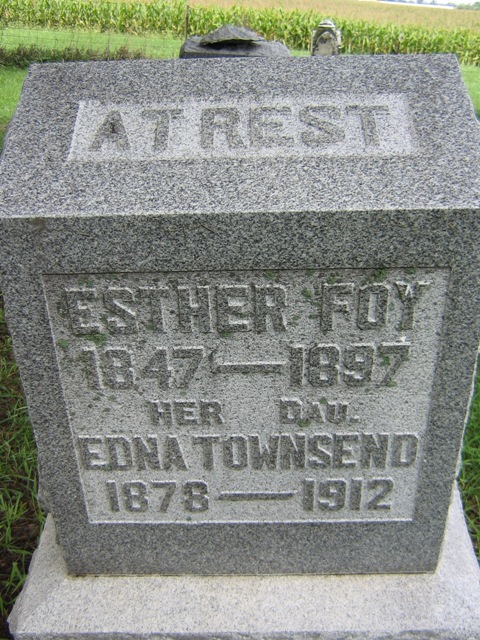 AT REST
ESTHER FOY
1847 — 1897
HER DAU.
EDNA TOWNSEND
1878 — 1912